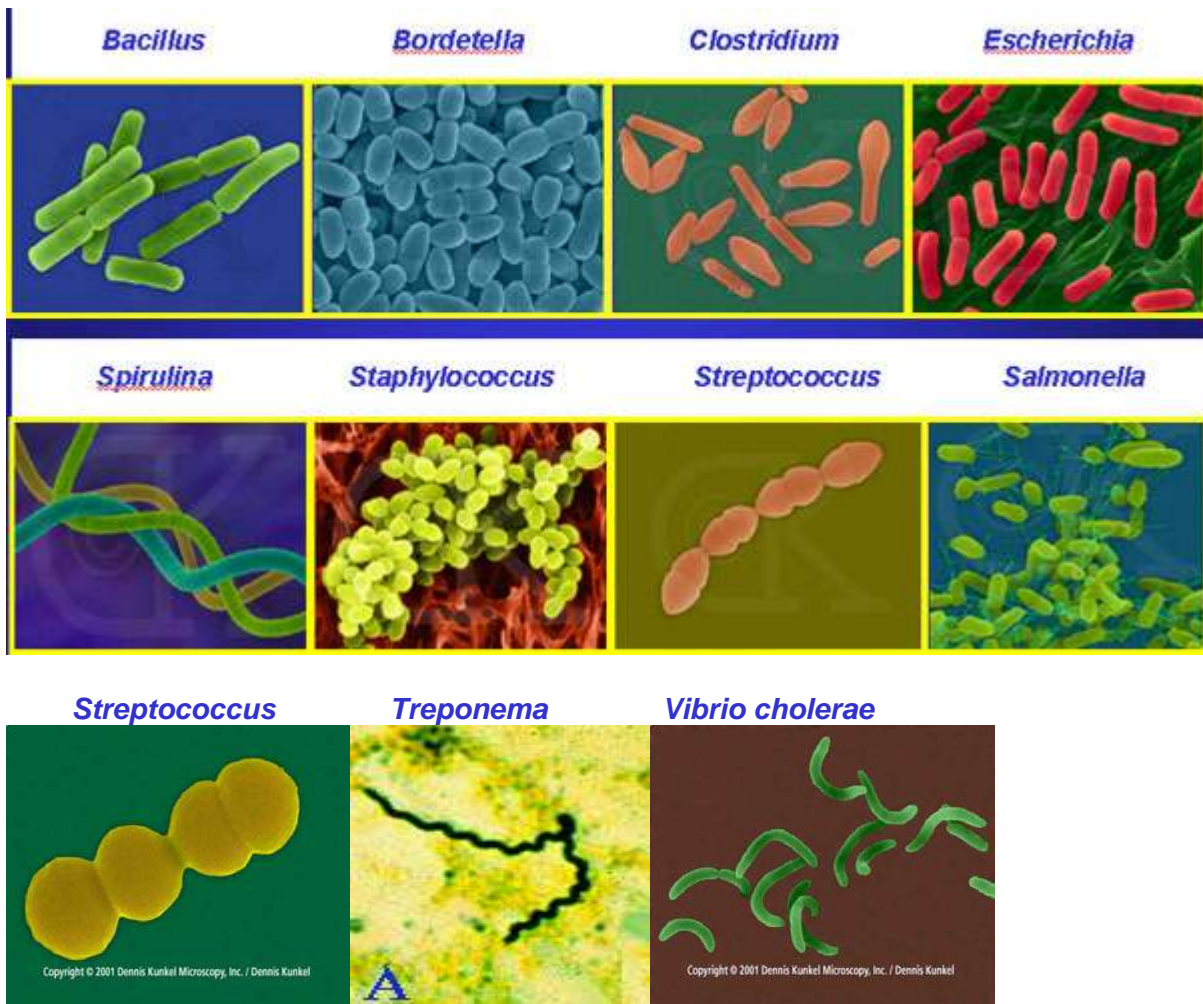 Bacillus Bordetella Clostridium Escherichia
Spirulina Staphylococcus Streptococcus Salmonella
Streptococcus Treponema Vibrio cholerae
A
Copyright © 2001 Dennis Kunkel Microscopy, Inc. / Dennis Kunkel Copyright © 2001 Dennis Kunkel Microscopy, Inc. / Dennis Kunkel